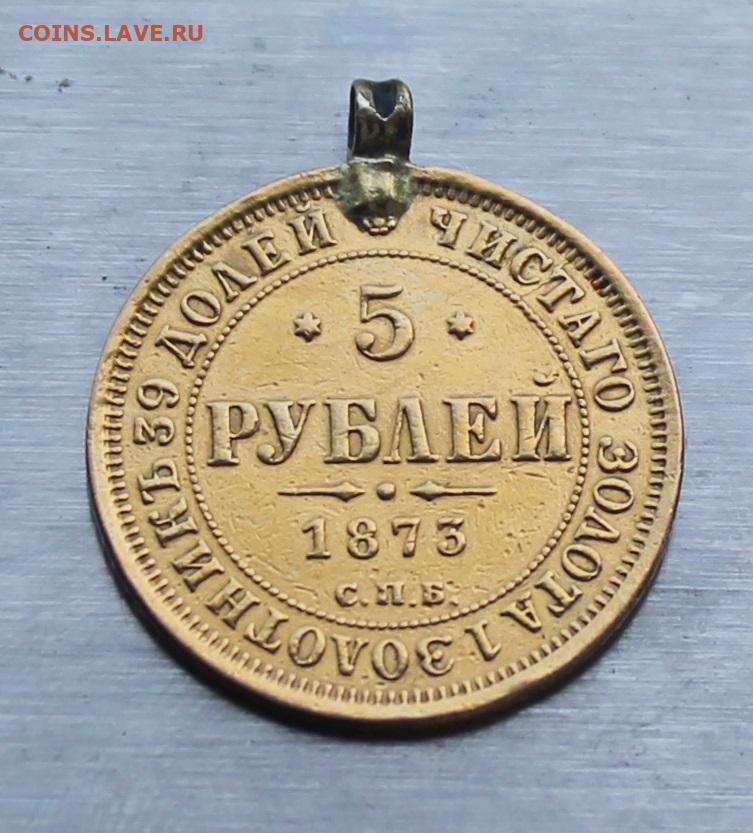 COINS.LAVE.RU
ЧИСТАГО ЗОЛОТА 1 ЗОЛОТНИКЪ 39 ДОЛЕЙ
* 5 *
РУБЛЕЙ
1873
С.П.Б.